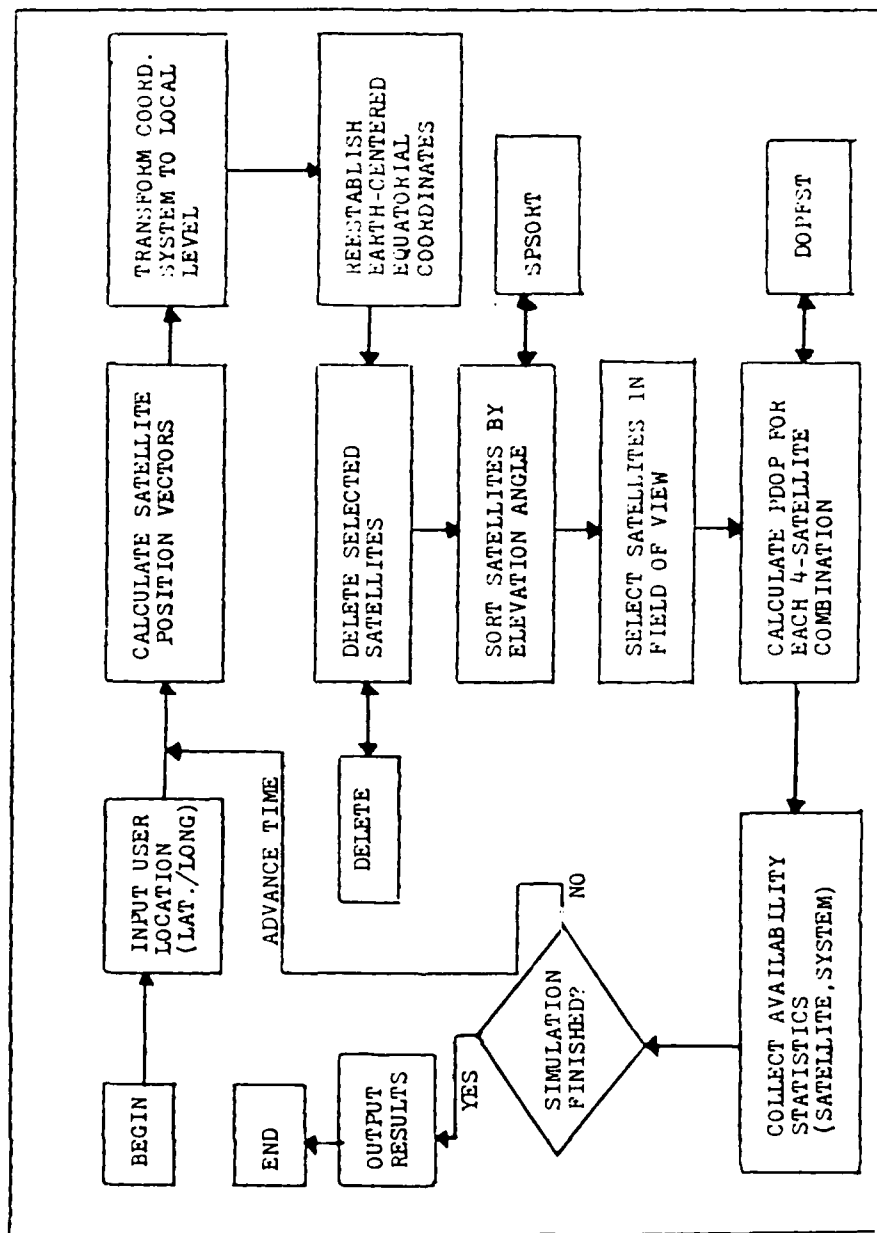 BEGIN
INPUT USER
LOCATION
(LAT./LONG)
CALCULATE SATELLITE
POSITION VECTORS
TRANSFORM COORD.
SYSTEM TO LOCAL
LEVEL
REESTABLISH
EARTH-CENTERED
EQUATORIAL
COORDINATES
ADVANCE TIME
DELETE
DELETE SELECTED
SATELLITES
SORT SATELLITES BY
ELEVATION ANGLE
SPSORT
SELECT SATELLITES IN
FIELD OF VIEW
CALCULATE PDOP FOR
EACH 4-SATELLITE
COMBINATION
DOPFST
COLLECT AVAILABILITY
STATISTICS
(SATELLITE,SYSTEM)
SIMULATION
FINISHED?
NO
YES
OUTPUT
RESULTS
END